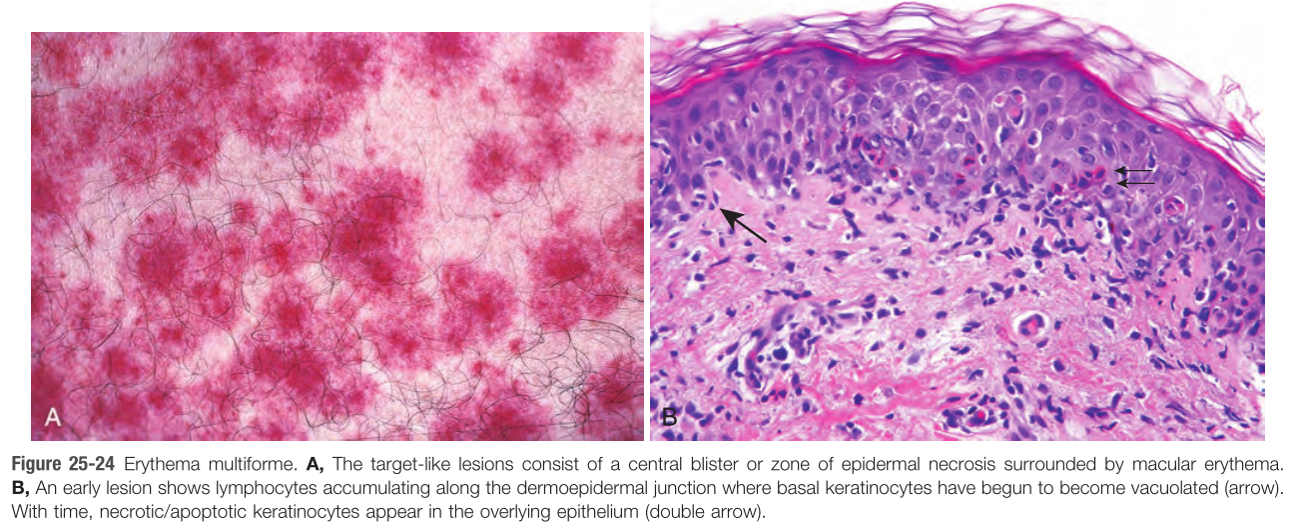 A
B
Figure 25-24 Erythema multiforme. A, The target-like lesions consist of a central blister or zone of epidermal necrosis surrounded by macular erythema.
B, An early lesion shows lymphocytes accumulating along the dermoepidermal junction where basal keratinocytes have begun to become vacuolated (arrow).
With time, necrotic/apoptotic keratinocytes appear in the overlying epithelium (double arrow).